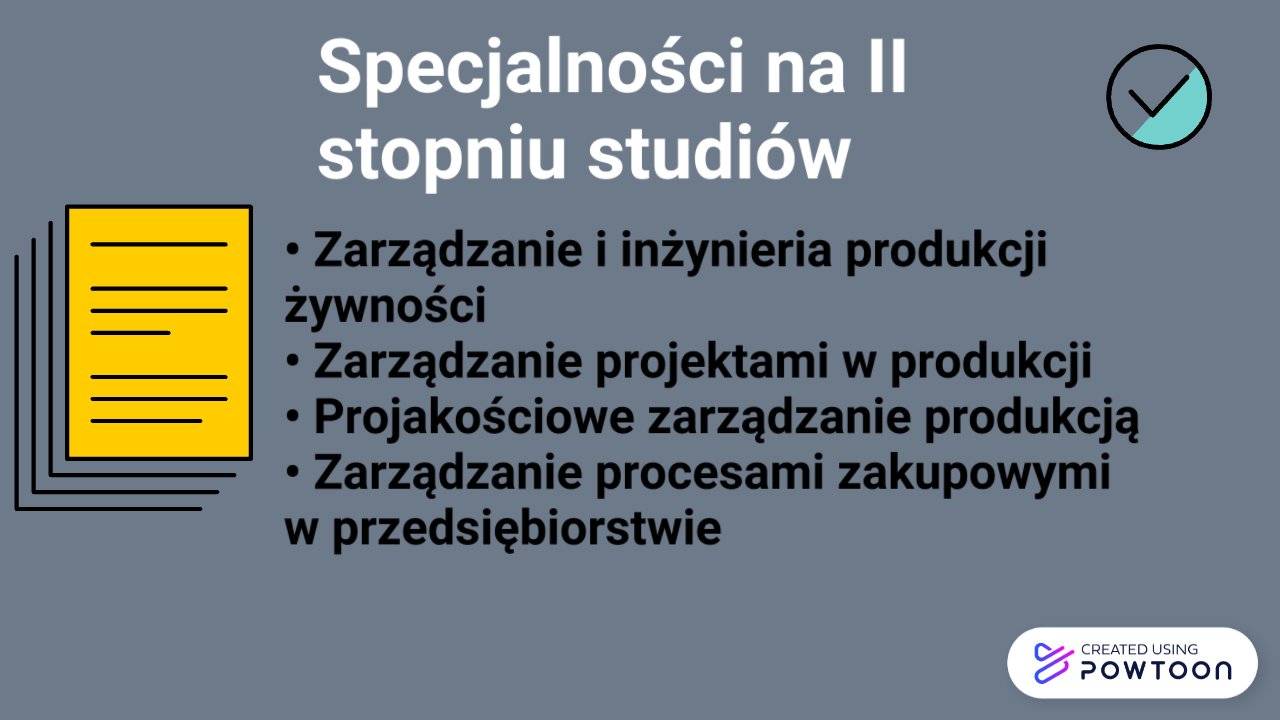 Specjalności na II
stopniu studiów
• Zarządzanie i inżynieria produkcji
żywności
• Zarządzanie projektami w produkcji
• Projakościowe zarządzanie produkcją
• Zarządzanie procesami zakupowymi
w przedsiębiorstwie
CREATED USING
POWTOON